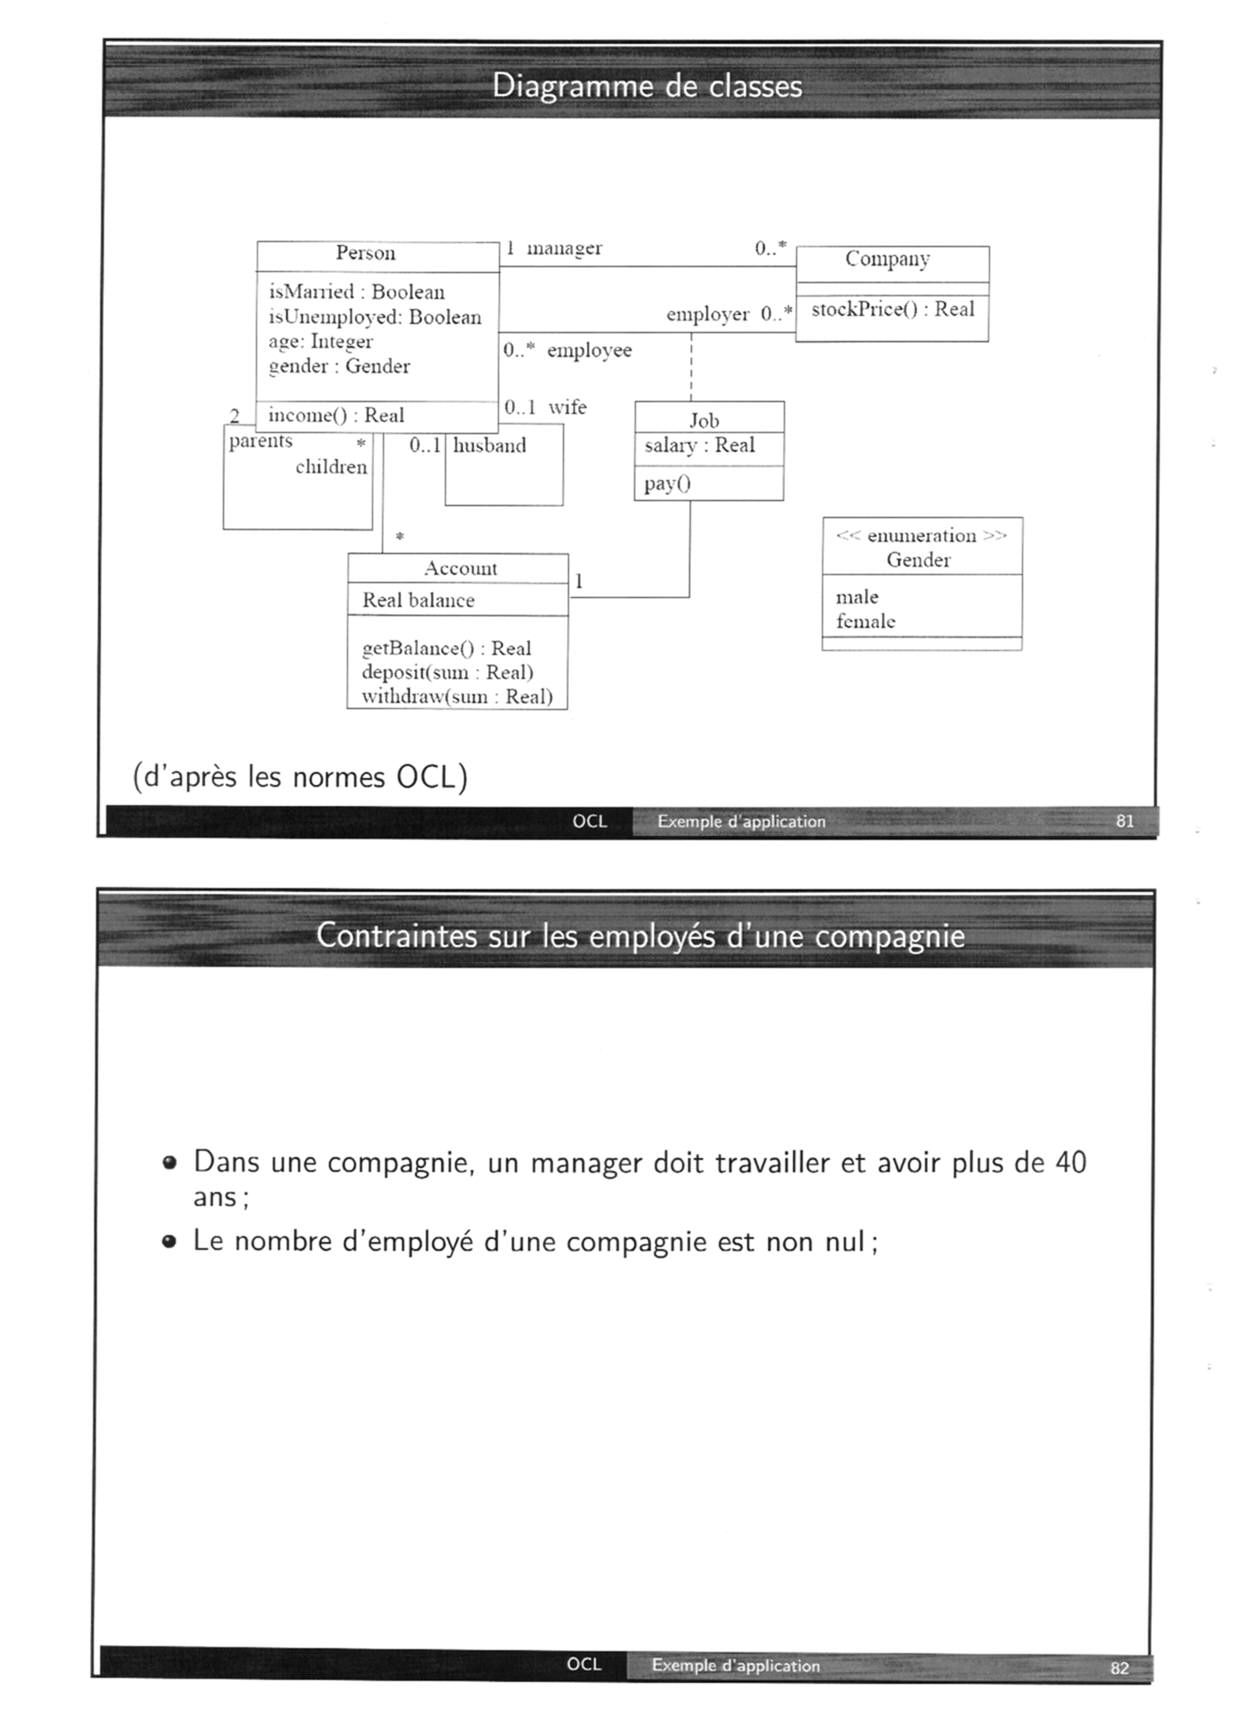 Diagramme de classes
Person
isMarried : Boolean
isUnemployed: Boolean
age: Integer
gender : Gender
income() : Real
1 manager
0..*
Company
stockPrice() : Real
employer 0..*
0..* employee
0..1 wife
0..1 husband
2
parents *
children
Job
salary : Real
pay()
*
Account
Real balance
getBalance() : Real
deposit(sum : Real)
withdraw(sum : Real)
1
<< enumeration >>
Gender
male
female
(d'après les normes OCL)
OCL Exemple d'application 81
Contraintes sur les employés d'une compagnie
Dans une compagnie, un manager doit travailler et avoir plus de 40
ans ;
Le nombre d'employé d'une compagnie est non nul ;
OCL Exemple d'application 82